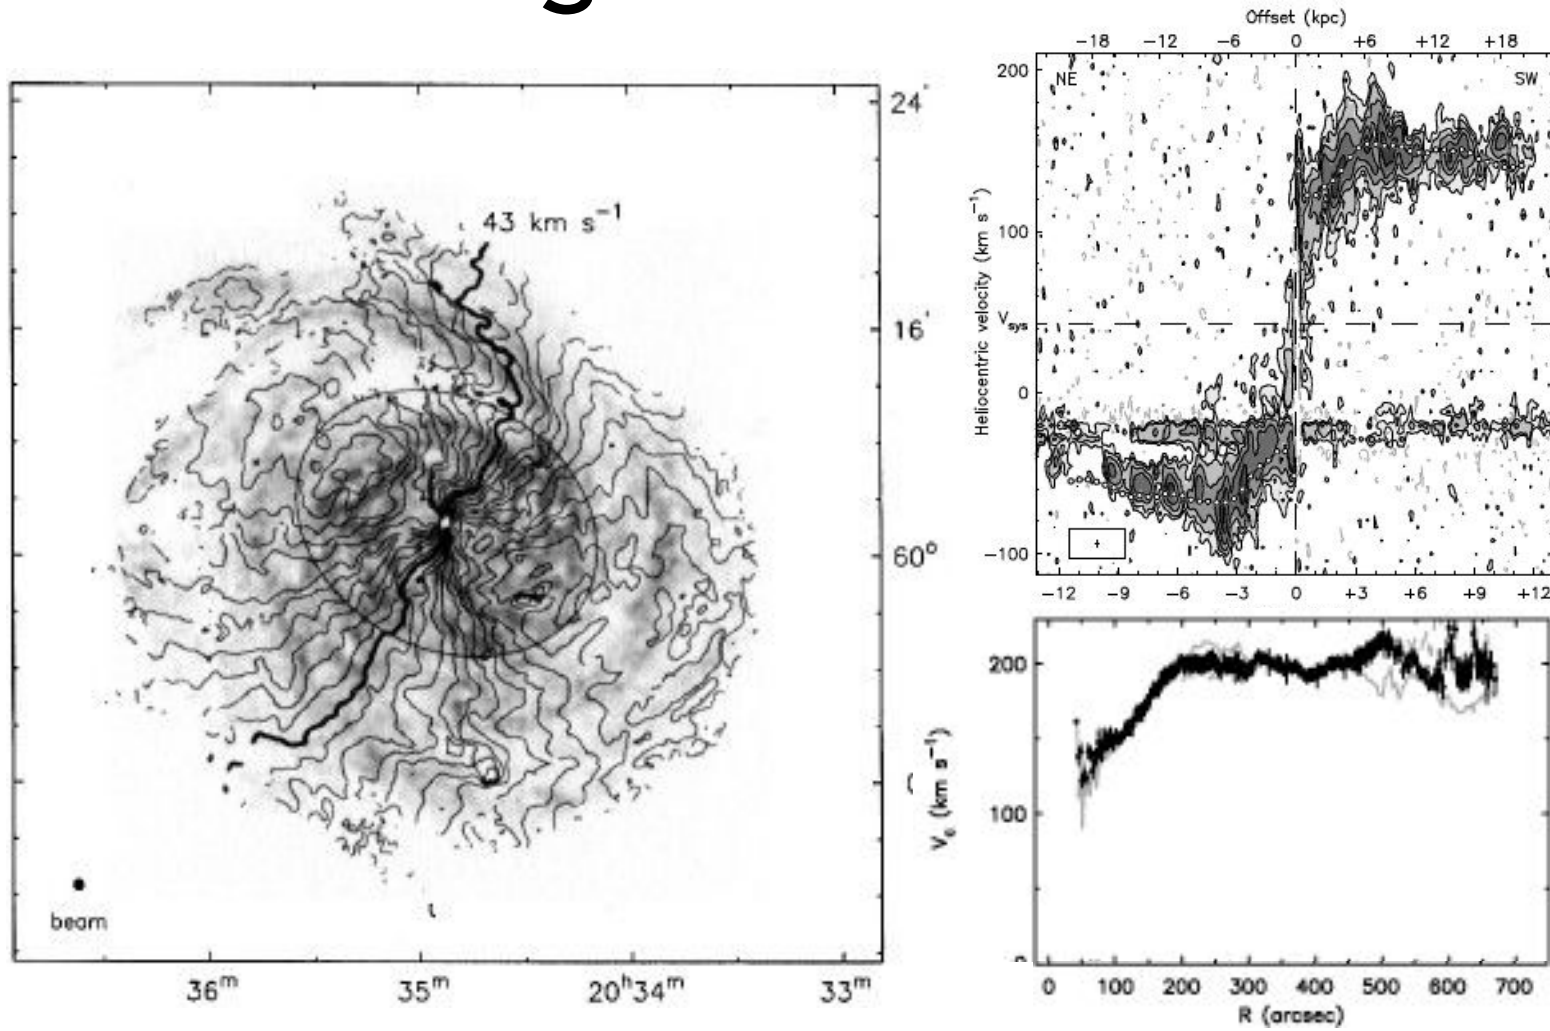 g
43 km s⁻¹
24'
16'
60°
beam
36ᵐ 35ᵐ 20ʰ34ᵐ 33ᵐ
Offset (kpc)
−18 −12 −6 0 +6 +12 +18
NE SW
200
100
Vsys
0
−100
Heliocentric velocity (km s⁻¹)
−12 −9 −6 −3 0 +3 +6 +9 +12
200
100
(km s⁻¹)
0 100 200 300 400 500 600 700
R (arcsec)